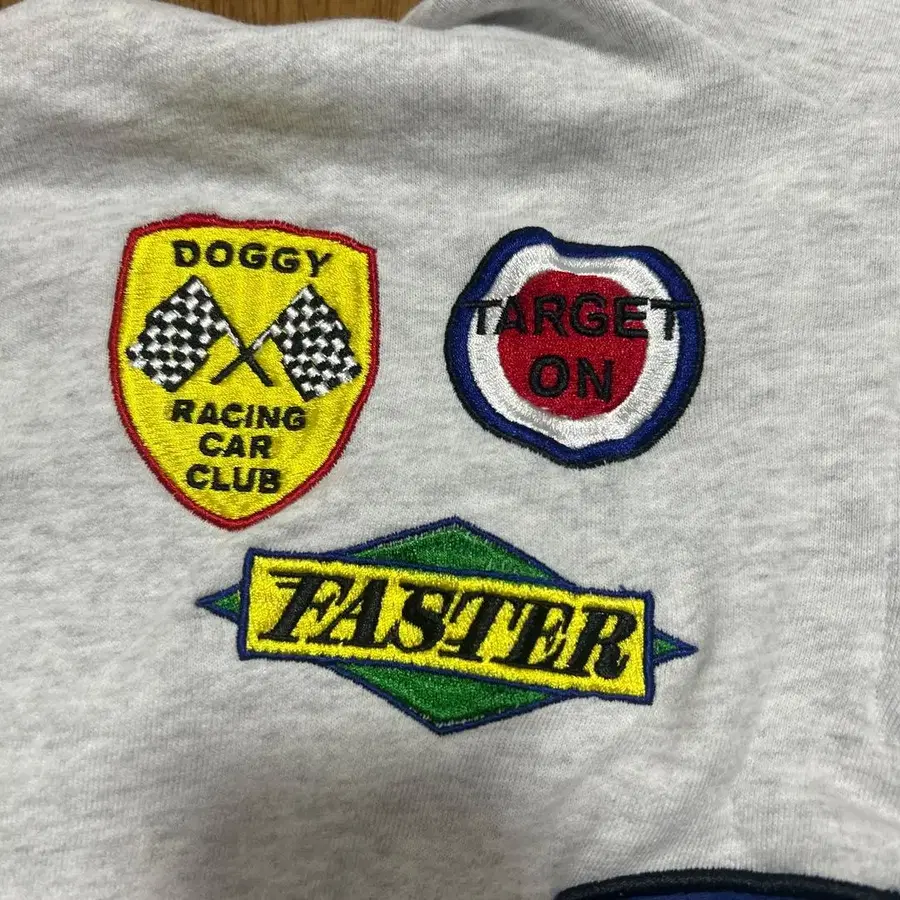 DOGGY
RACING
CAR
CLUB
TARGET
ON
FASTER